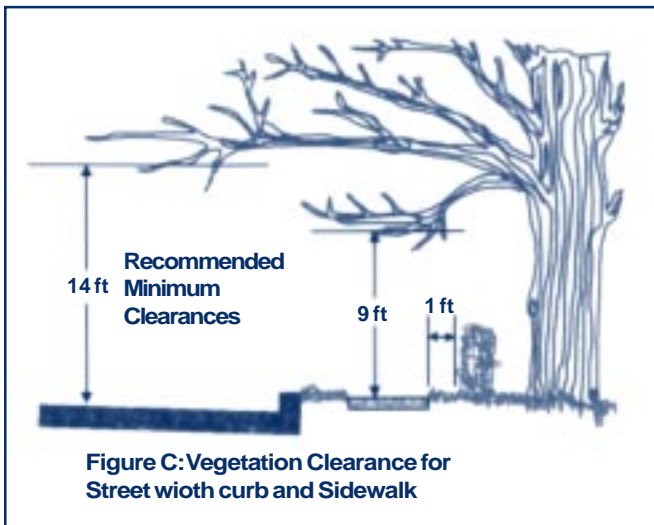 Recommended
Minimum
Clearances
14 ft
9 ft
1 ft
Figure C: Vegetation Clearance for
Street wioth curb and Sidewalk